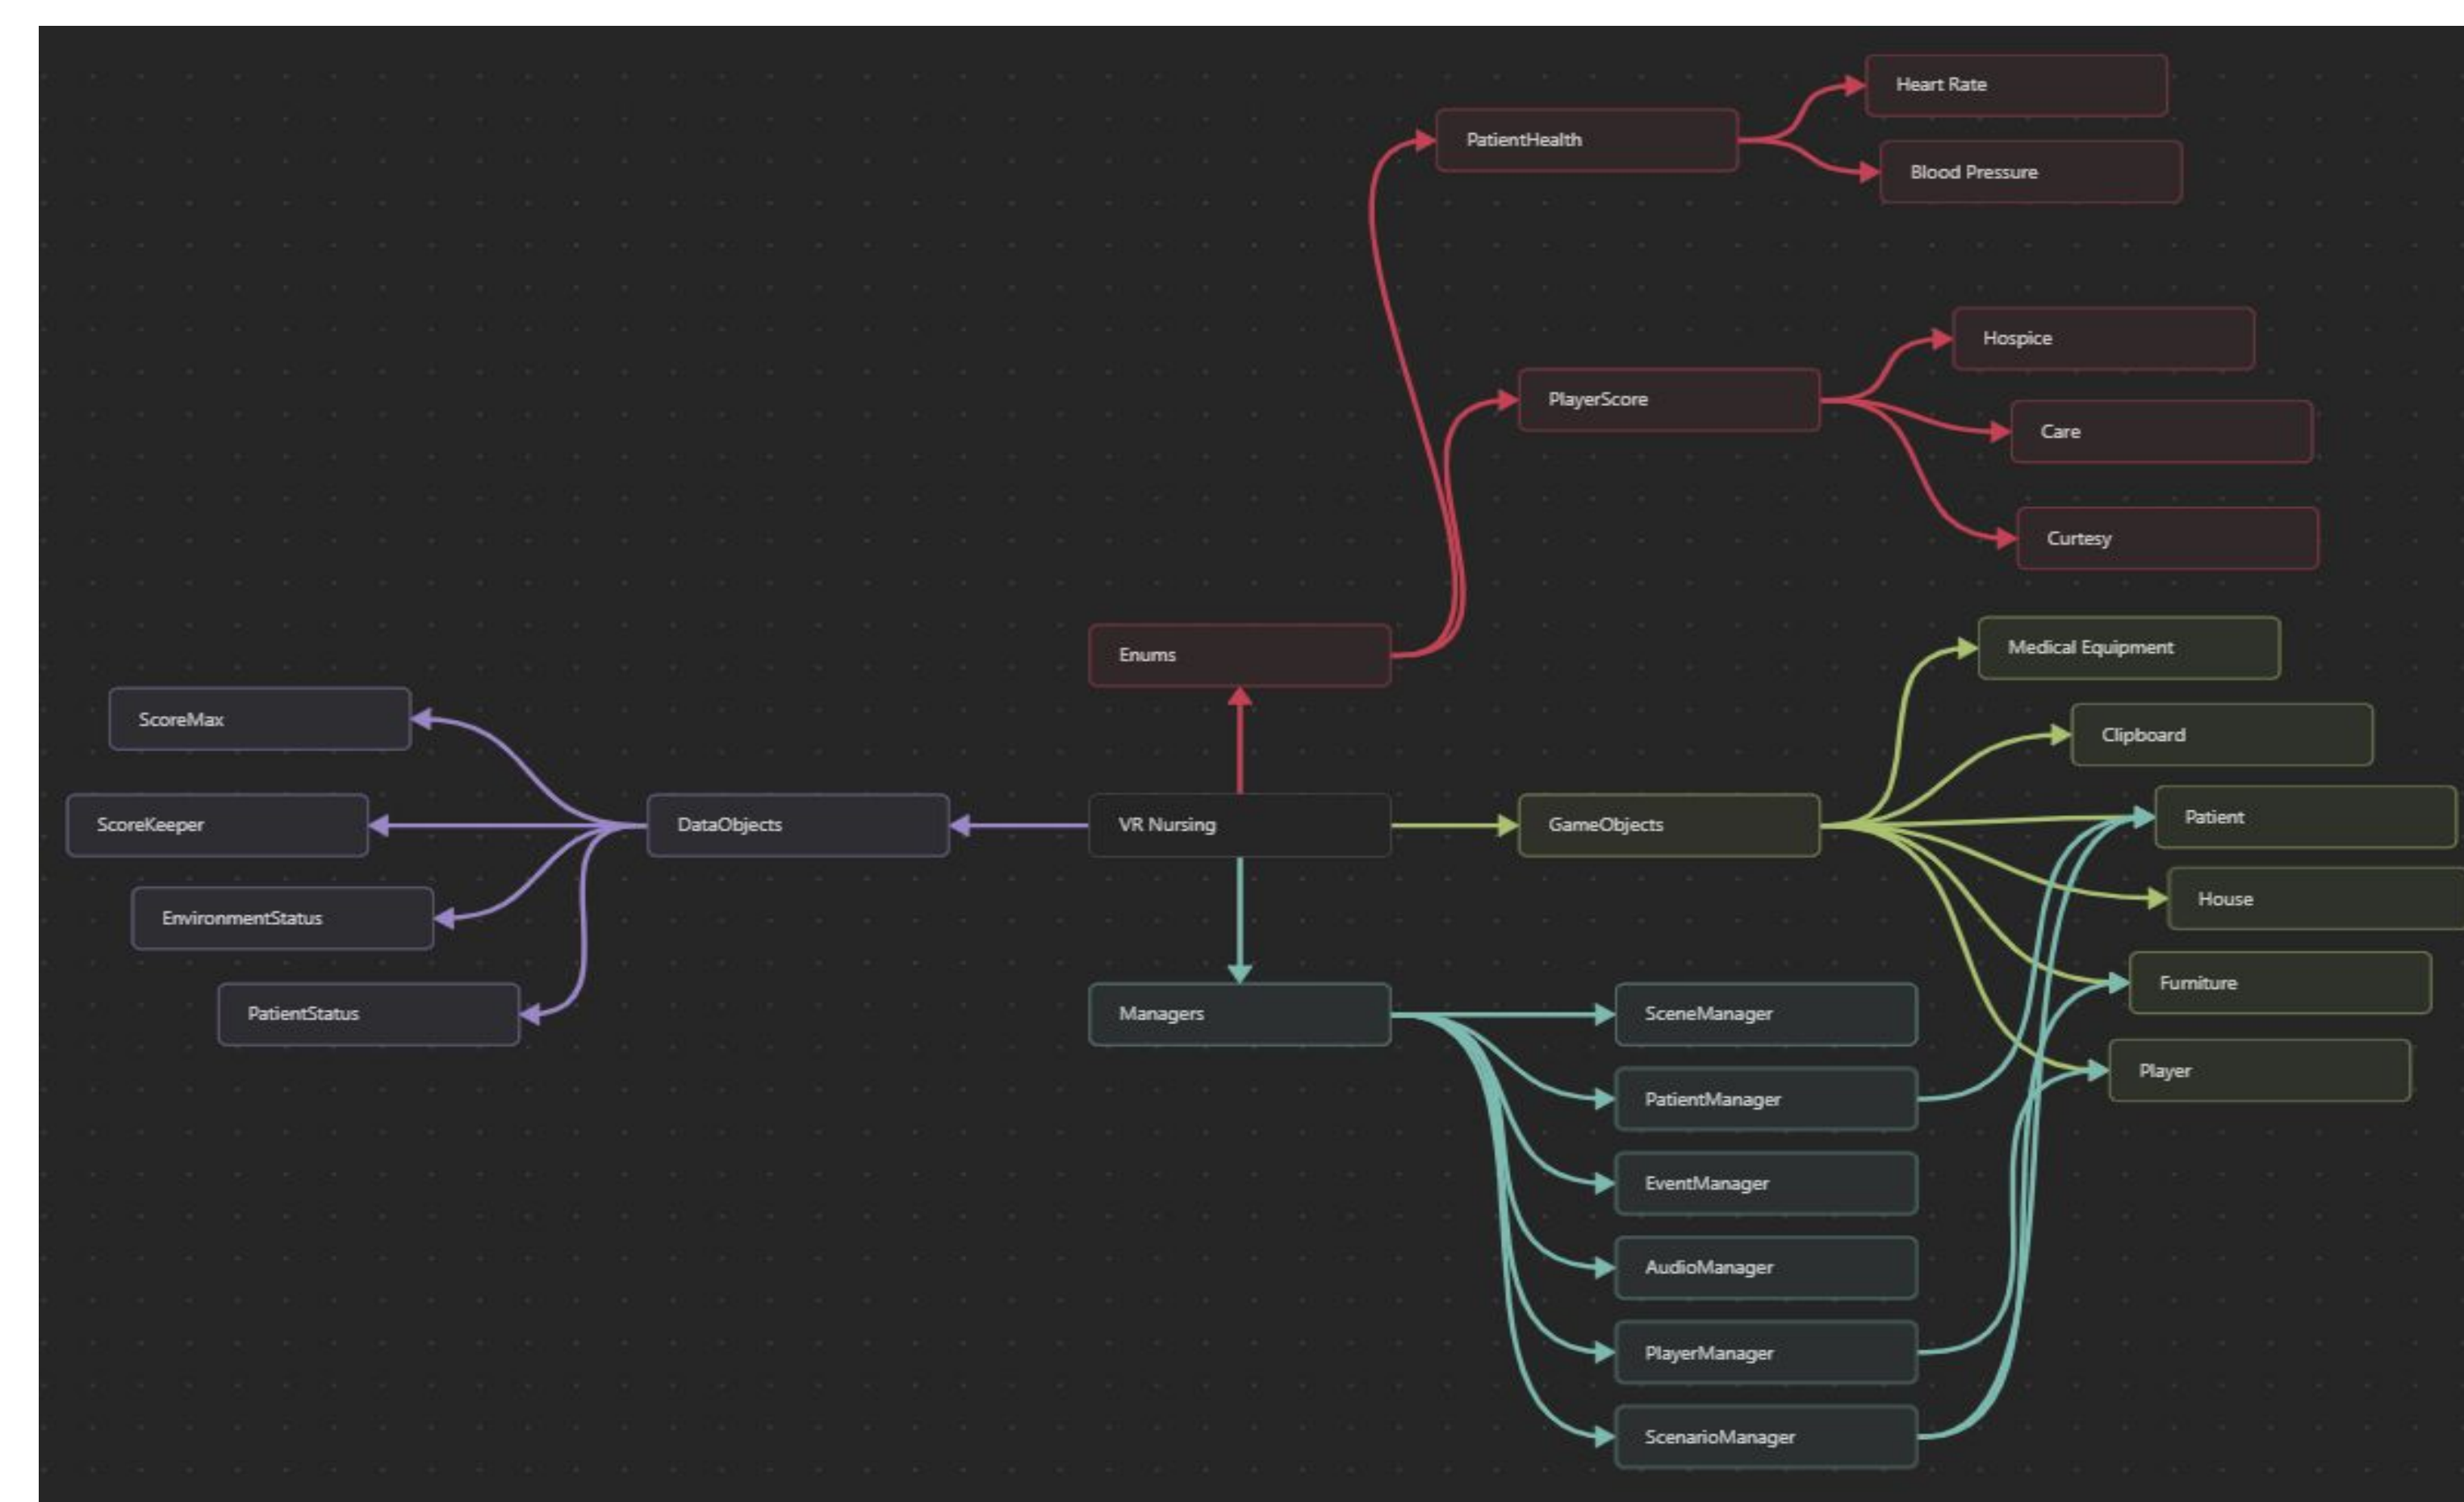 Heart Rate
PatientHealth
Blood Pressure
Hospice
PlayerScore
Care
Curtesy
Enums
Medical Equipment
ScoreMax
Clipboard
ScoreKeeper
DataObjects
VR Nursing
GameObjects
Patient
House
EnvironmentStatus
Furniture
PatientStatus
Managers
SceneManager
Player
PatientManager
EventManager
AudioManager
PlayerManager
ScenarioManager